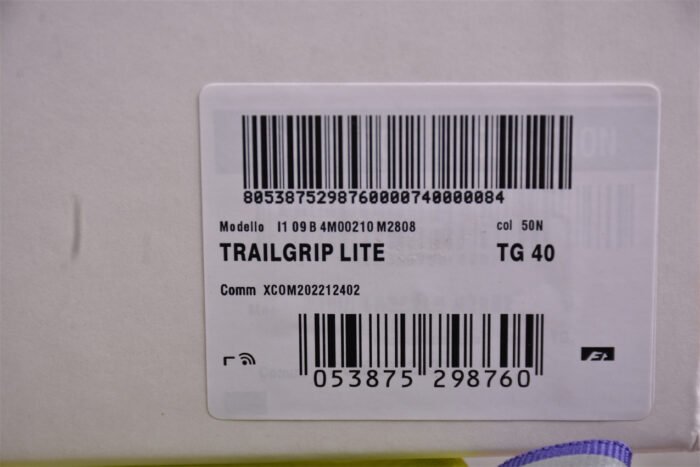 8053875298760000740000084
Modello I1 09 B 4M00210 M2808 col 50N
TRAILGRIP LITE TG 40
Comm XCOM202212402
053875 298760